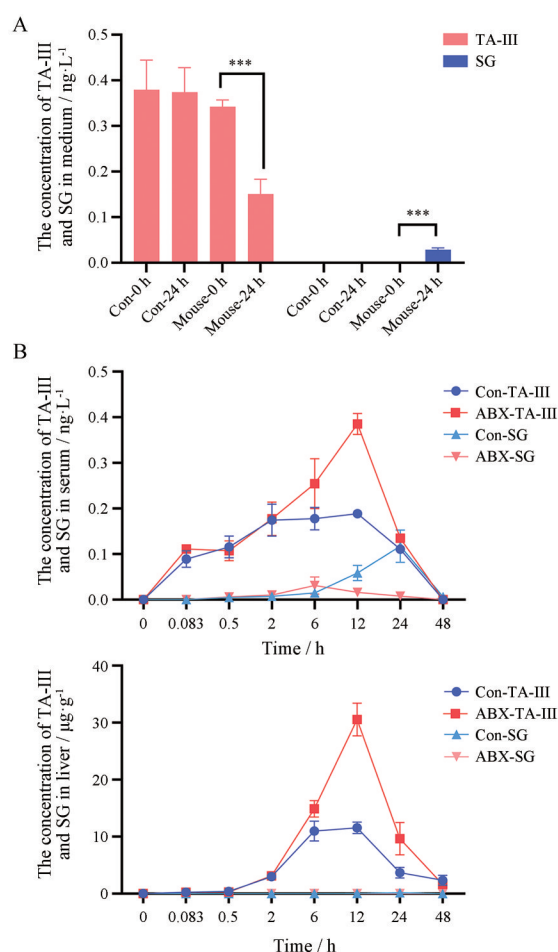 A
The concentration of TA-III
and SG in medium / ng·L⁻¹
0.5
0.4
0.3
0.2
0.1
0.0
***
***
TA-III
SG
Con-0 h
Con-24 h
Mouse-0 h
Mouse-24 h
Con-0 h
Con-24 h
Mouse-0 h
Mouse-24 h
B
The concentration of TA-III
and SG in serum / ng·L⁻¹
0.5
0.4
0.3
0.2
0.1
0.0
Con-TA-III
ABX-TA-III
Con-SG
ABX-SG
0 0.083 0.5 2 6 12 24 48
Time / h
The concentration of TA-III
and SG in liver / μg·g⁻¹
40
30
20
10
0
Con-TA-III
ABX-TA-III
Con-SG
ABX-SG
0 0.083 0.5 2 6 12 24 48
Time / h